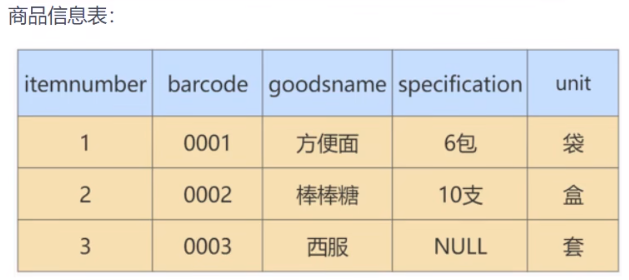 商品信息表：
itemnumber barcode goodsname specification unit
1 0001 方便面 6包 袋
2 0002 棒棒糖 10支 盒
3 0003 西服 NULL 套